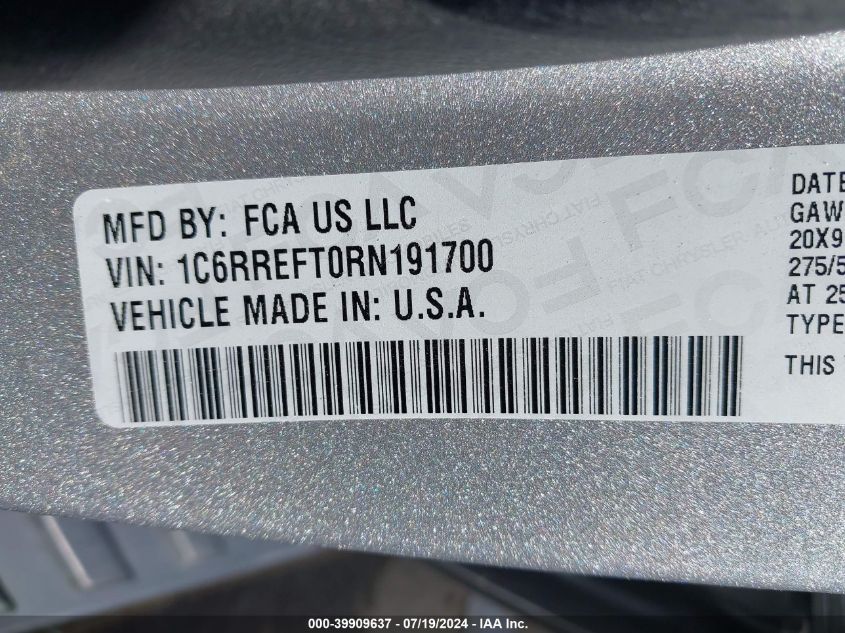 MFD BY: FCA US LLC
VIN: 1C6RREFT0RN191700
VEHICLE MADE IN: U.S.A.
DATE
GAW
20X9
275/5
AT 25
TYPE
THIS
000-39909637 - 07/19/2024 - IAA Inc.